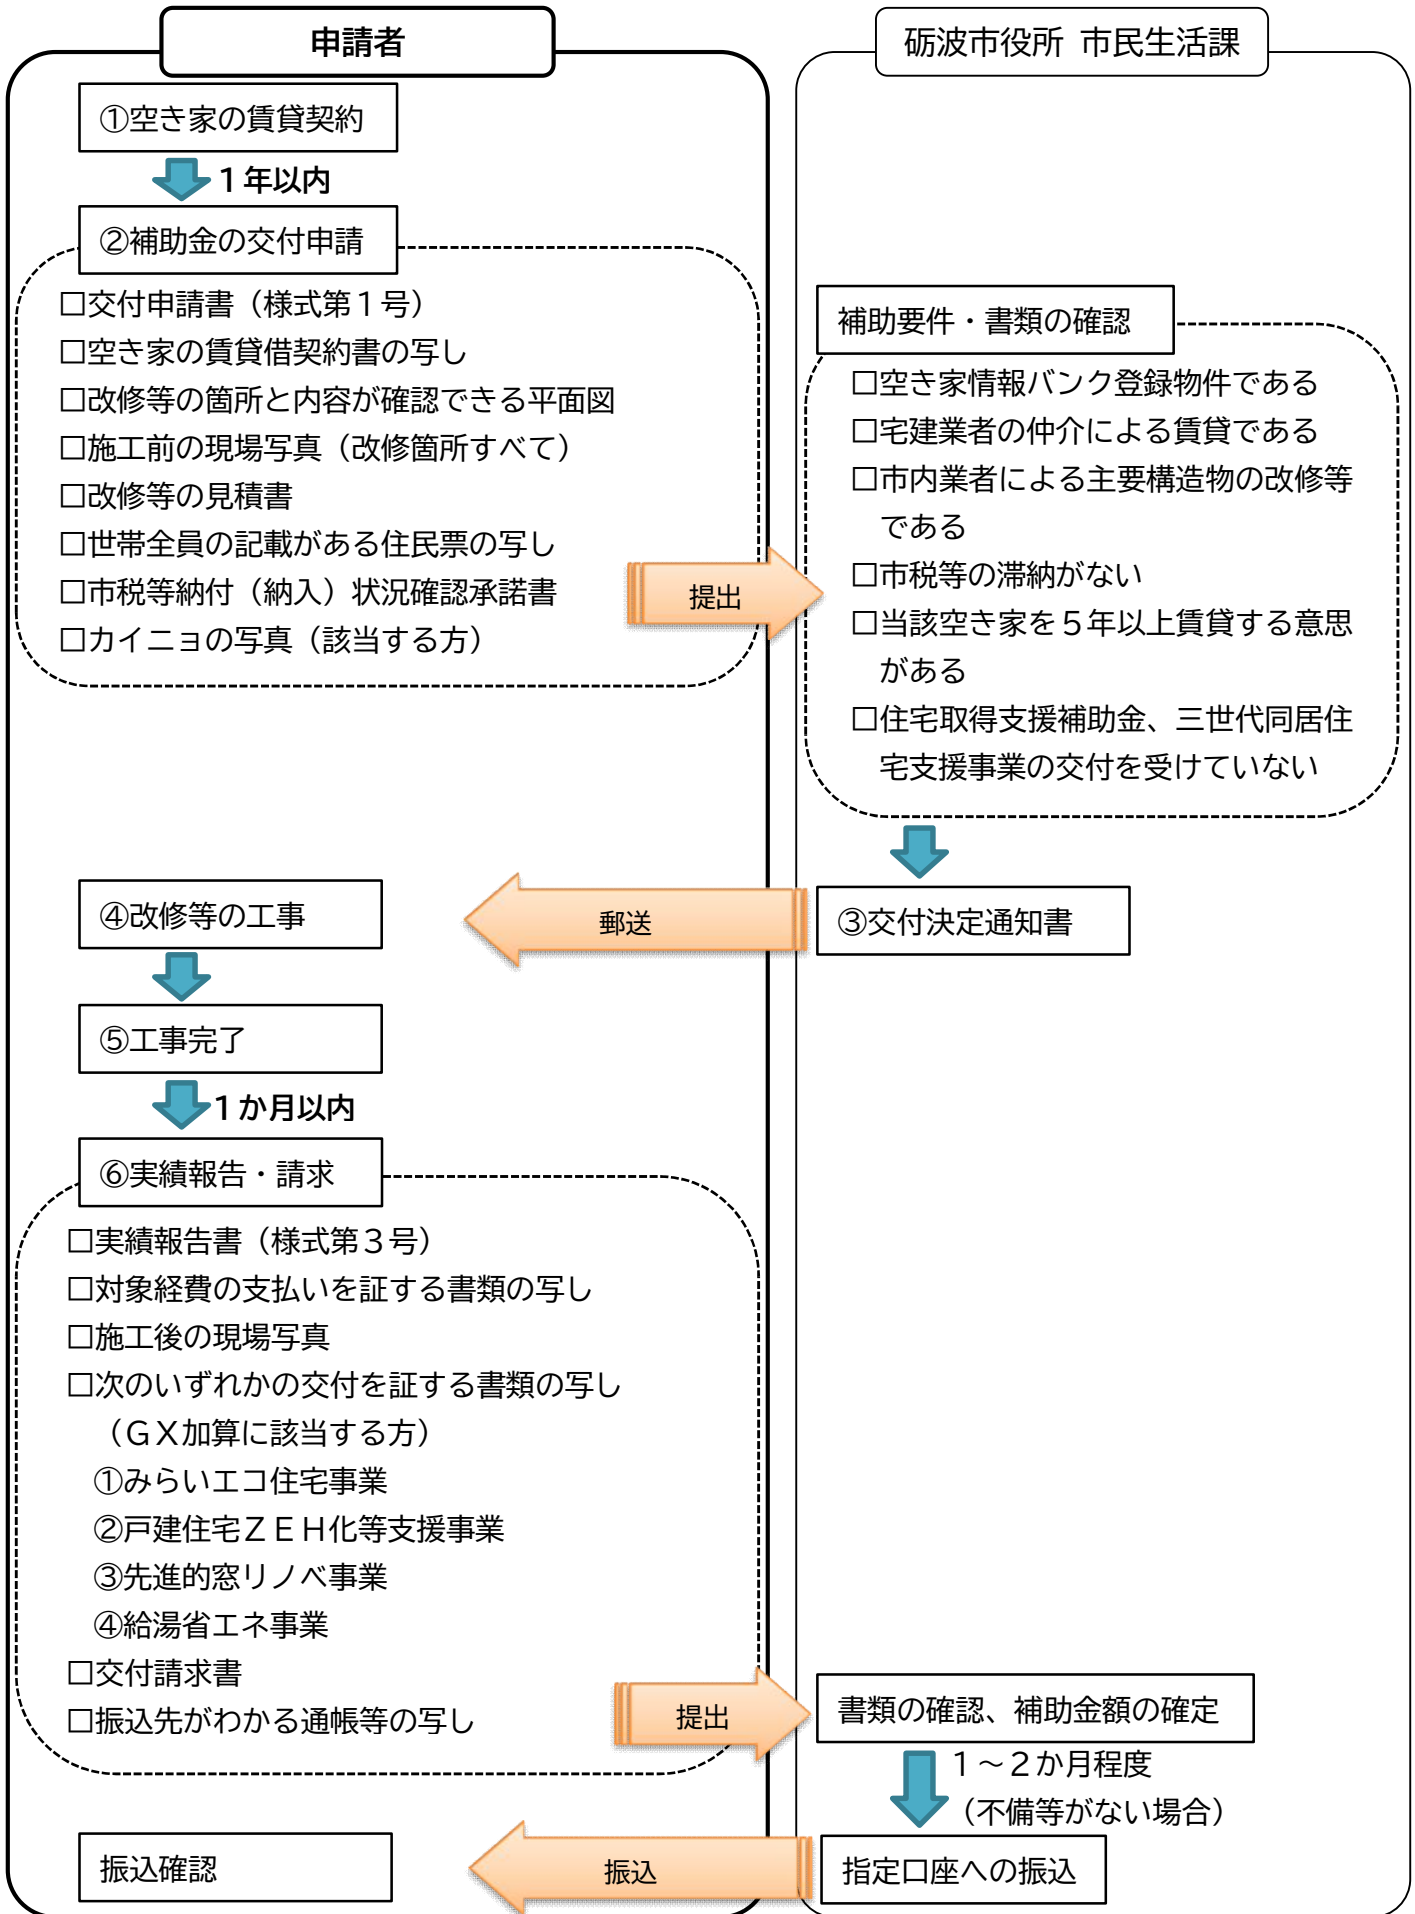 申請者
砺波市役所 市民生活課
①空き家の賃貸契約
１年以内
②補助金の交付申請
□交付申請書（様式第１号）
□空き家の賃貸借契約書の写し
□改修等の箇所と内容が確認できる平面図
□施工前の現場写真（改修箇所すべて）
□改修等の見積書
□世帯全員の記載がある住民票の写し
□市税等納付（納入）状況確認承諾書
□カイニョの写真（該当する方）
提出
補助要件・書類の確認
□空き家情報バンク登録物件である
□宅建業者の仲介による賃貸である
□市内業者による主要構造物の改修等
である
□市税等の滞納がない
□当該空き家を５年以上賃貸する意思
がある
□住宅取得支援補助金、三世代同居住
宅支援事業の交付を受けていない
③交付決定通知書
郵送
④改修等の工事
⑤工事完了
１か月以内
⑥実績報告・請求
□実績報告書（様式第３号）
□対象経費の支払いを証する書類の写し
□施工後の現場写真
□次のいずれかの交付を証する書類の写し
（ＧＸ加算に該当する方）
①みらいエコ住宅事業
②戸建住宅ＺＥＨ化等支援事業
③先進的窓リノベ事業
④給湯省エネ事業
□交付請求書
□振込先がわかる通帳等の写し
提出
書類の確認、補助金額の確定
１～２か月程度
（不備等がない場合）
指定口座への振込
振込
振込確認